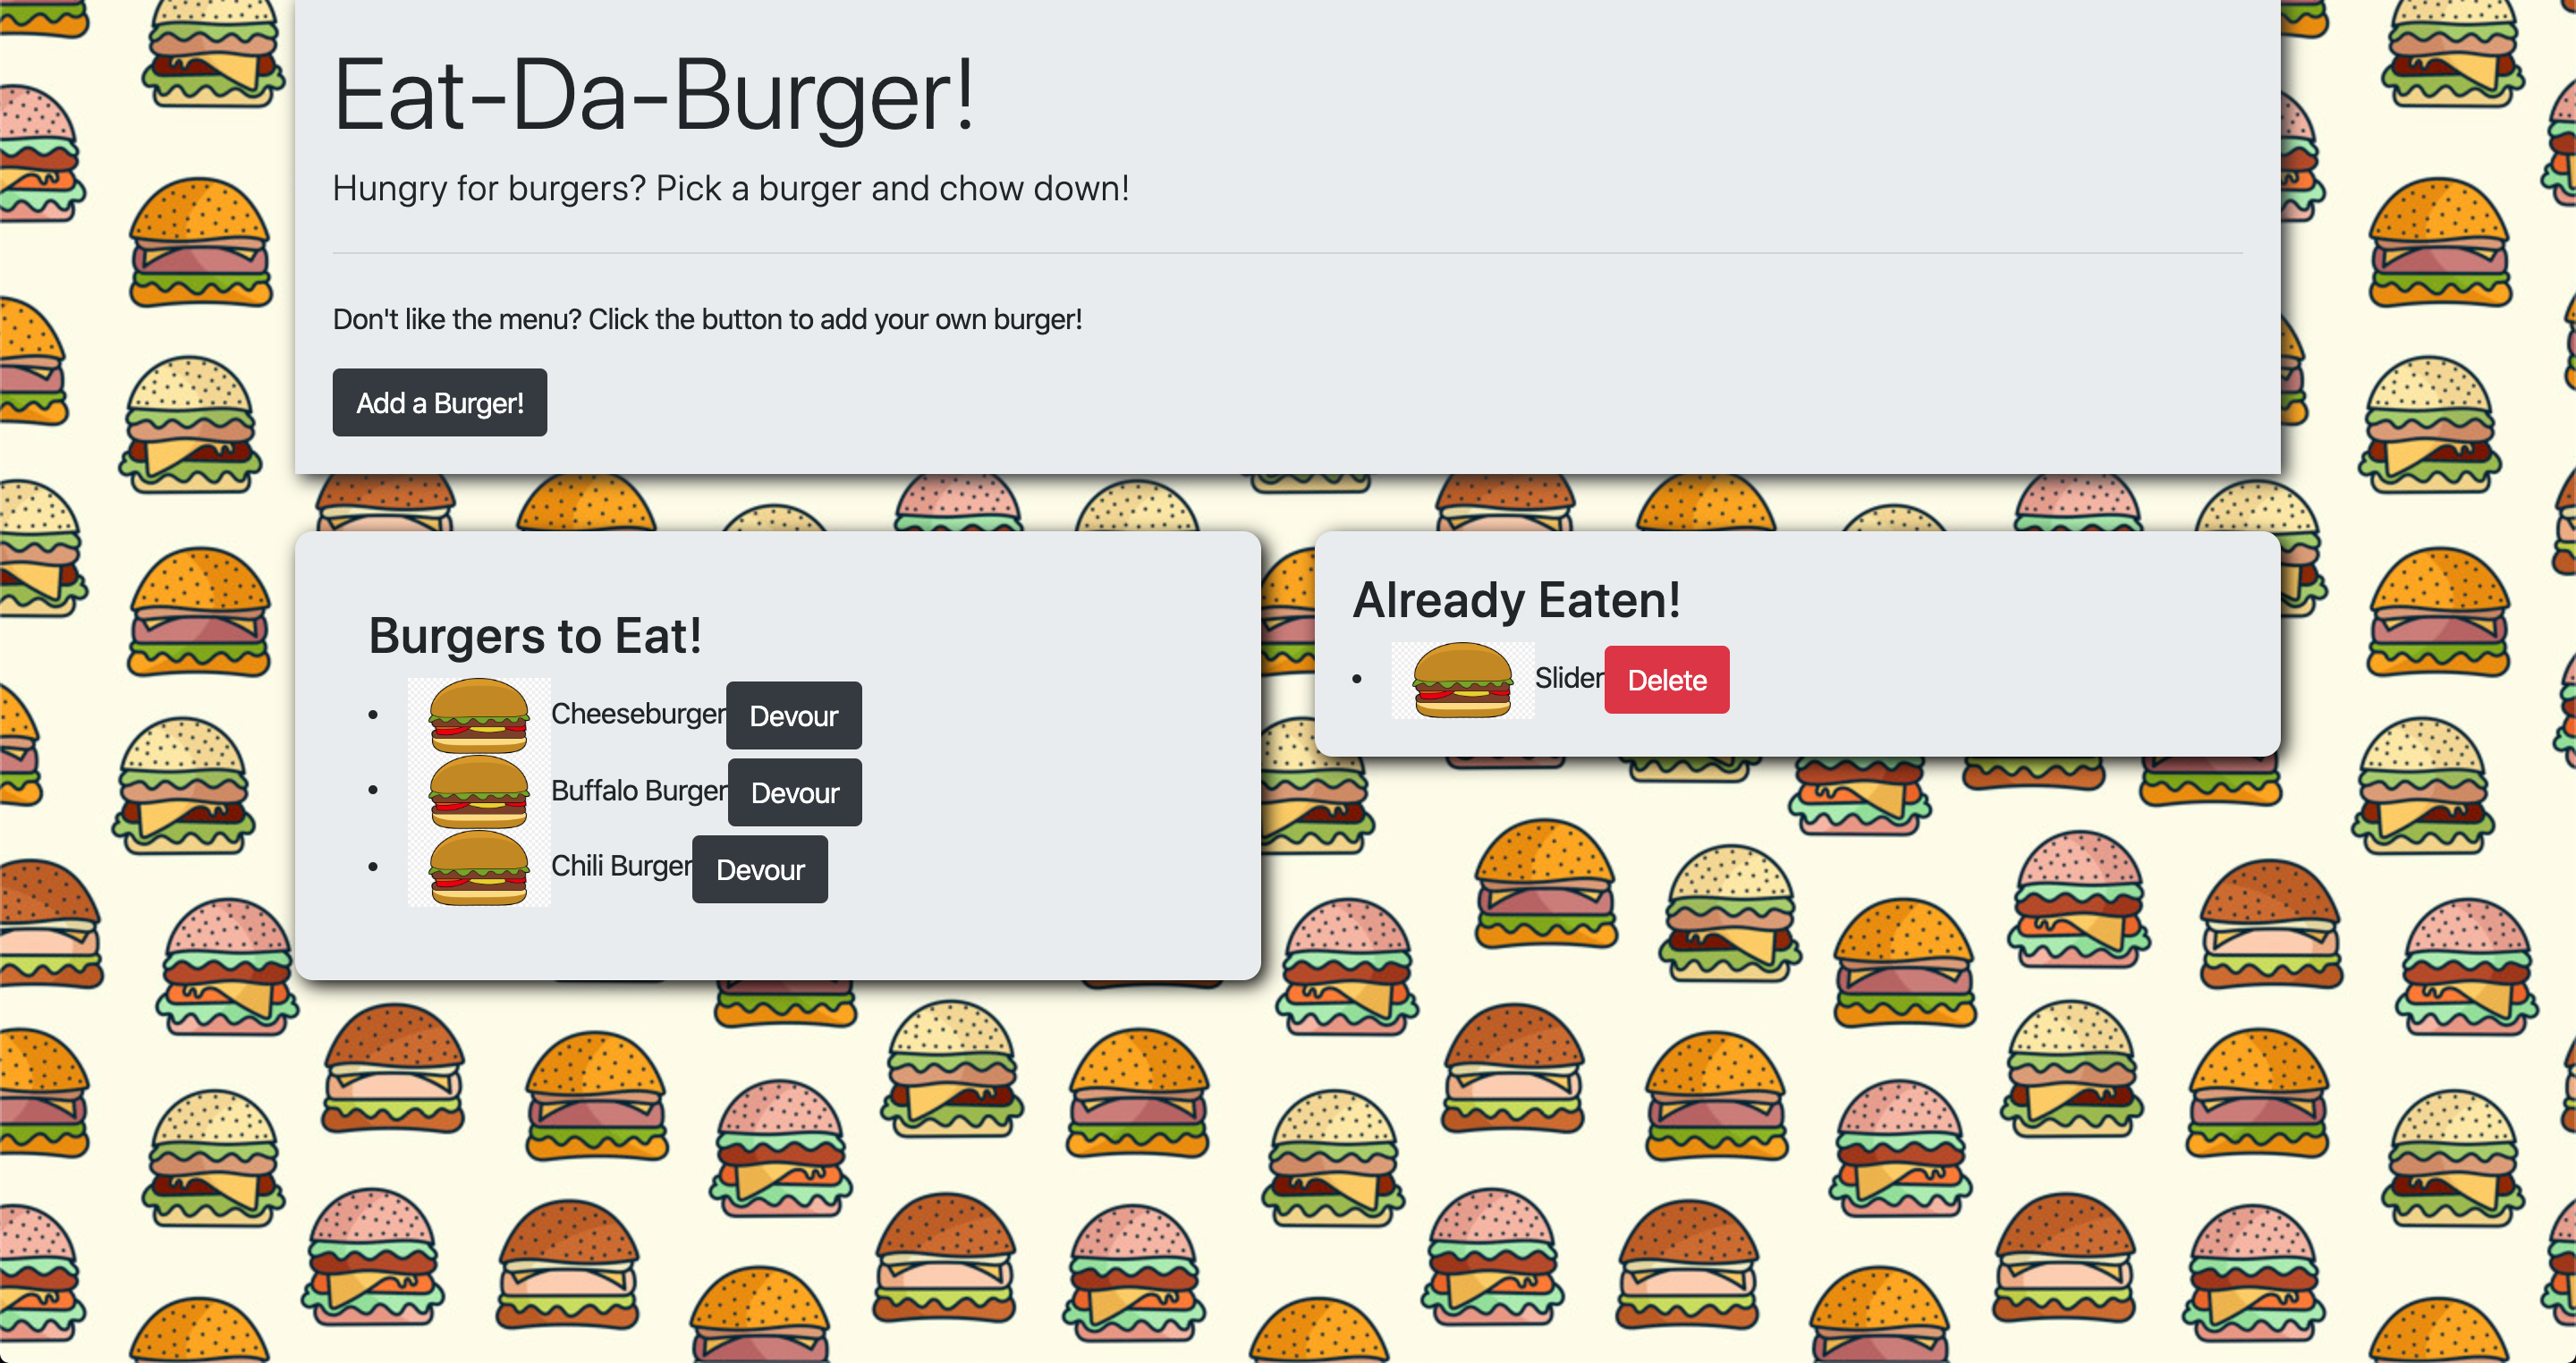 Eat-Da-Burger!
Hungry for burgers? Pick a burger and chow down!
Don't like the menu? Click the button to add your own burger!
Add a Burger!
Burgers to Eat!
Cheeseburger Devour
Buffalo Burger Devour
Chili Burger Devour
Already Eaten!
Slider Delete